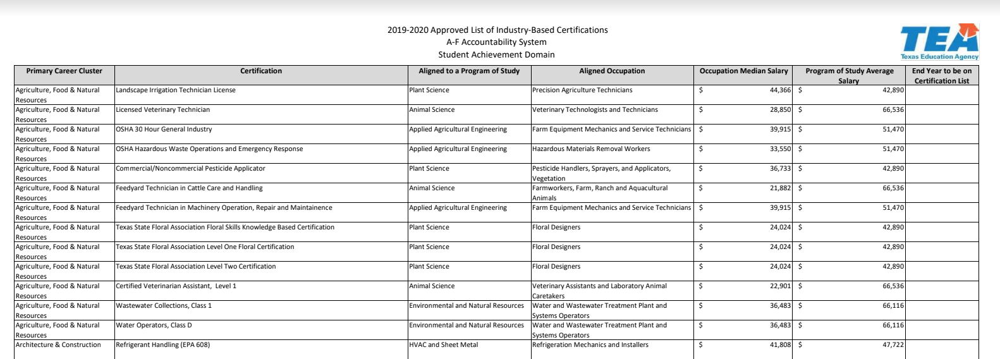 2019-2020 Approved List of Industry-Based Certifications
A-F Accountability System
Student Achievement Domain
TEA
Texas Education Agency
Primary Career Cluster Certification Aligned to a Program of Study Aligned Occupation Occupation Median Salary Program of Study Average End Year to be on
Salary Certification List
Agriculture, Food & Natural Landscape Irrigation Technician License Plant Science Precision Agriculture Technicians $ 44,366 $ 42,890
Resources
Agriculture, Food & Natural Licensed Veterinary Technician Animal Science Veterinary Technologists and Technicians $ 28,850 $ 66,536
Resources
Agriculture, Food & Natural OSHA 30 Hour General Industry Applied Agricultural Engineering Farm Equipment Mechanics and Service Technicians $ 39,915 $ 51,470
Resources
Agriculture, Food & Natural OSHA Hazardous Waste Operations and Emergency Response Applied Agricultural Engineering Hazardous Materials Removal Workers $ 33,550 $ 51,470
Resources
Agriculture, Food & Natural Commercial/Noncommercial Pesticide Applicator Plant Science Pesticide Handlers, Sprayers, and Applicators, $ 36,733 $ 42,890
Resources Vegetation
Agriculture, Food & Natural Feedyard Technician in Cattle Care and Handling Animal Science Farmworkers, Farm, Ranch and Aquacultural $ 21,882 $ 66,536
Resources Animals
Agriculture, Food & Natural Feedyard Technician in Machinery Operation, Repair and Maintainence Applied Agricultural Engineering Farm Equipment Mechanics and Service Technicians $ 39,915 $ 51,470
Resources
Agriculture, Food & Natural Texas State Floral Association Floral Skills Knowledge Based Certification Plant Science Floral Designers $ 24,024 $ 42,890
Resources
Agriculture, Food & Natural Texas State Floral Association Level One Floral Certification Plant Science Floral Designers $ 24,024 $ 42,890
Resources
Agriculture, Food & Natural Texas State Floral Association Level Two Certification Plant Science Floral Designers $ 24,024 $ 42,890
Resources
Agriculture, Food & Natural Certified Veterinarian Assistant, Level 1 Animal Science Veterinary Assistants and Laboratory Animal $ 22,901 $ 66,536
Resources Caretakers
Agriculture, Food & Natural Wastewater Collections, Class 1 Environmental and Natural Resources Water and Wastewater Treatment Plant and $ 36,483 $ 66,116
Resources Systems Operators
Agriculture, Food & Natural Water Operators, Class D Environmental and Natural Resources Water and Wastewater Treatment Plant and $ 36,483 $ 66,116
Resources Systems Operators
Architecture & Construction Refrigerant Handling (EPA 608) HVAC and Sheet Metal Refrigeration Mechanics and Installers $ 41,808 $ 47,722